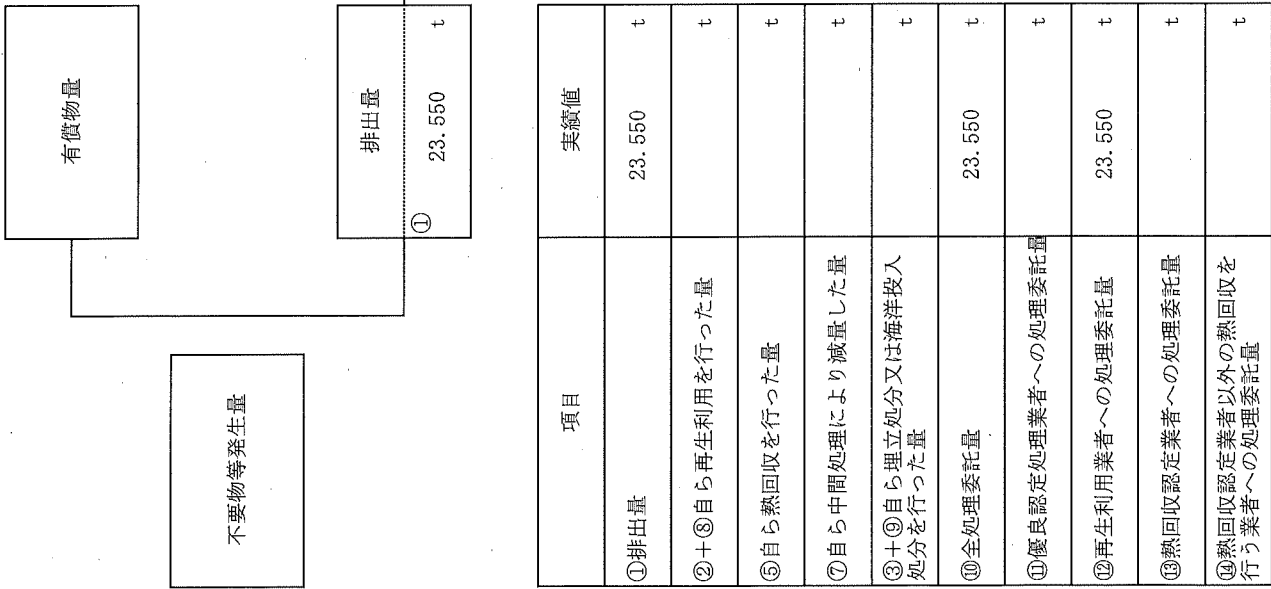 有償物量
不要物等発生量
排出量
① 23.550 t
項目 実績値
①排出量 23.550 t
②+⑧自ら再生利用を行った量 t
⑤自ら熱回収を行った量 t
⑦自ら中間処理により減量した量 t
③+⑨自ら埋立処分又は海洋投入
処分を行った量 t
⑩全処理委託量 23.550 t
⑪優良認定処理業者への処理委託量 t
⑫再生利用業者への処理委託量 23.550 t
⑬熱回収認定業者への処理委託量 t
⑭熱回収認定業者以外の熱回収を
行う業者への処理委託量 t